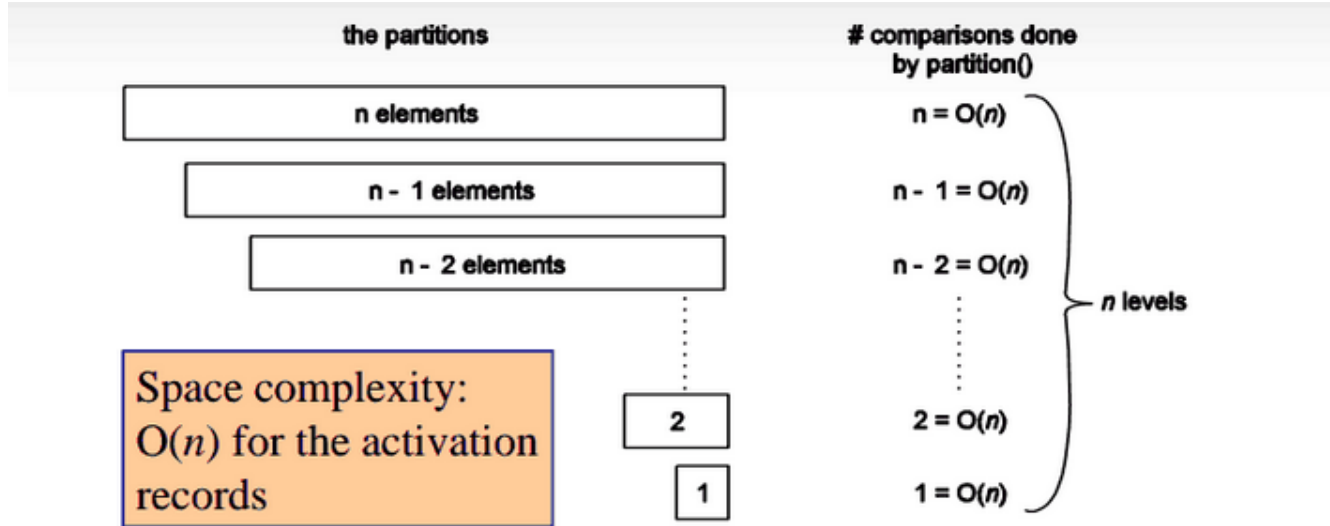 the partitions
# comparisons done
by partition()
n elements
n = O(n)
n - 1 elements
n - 1 = O(n)
n - 2 elements
n - 2 = O(n)
n levels
Space complexity:
O(n) for the activation
records
2
2 = O(n)
1
1 = O(n)